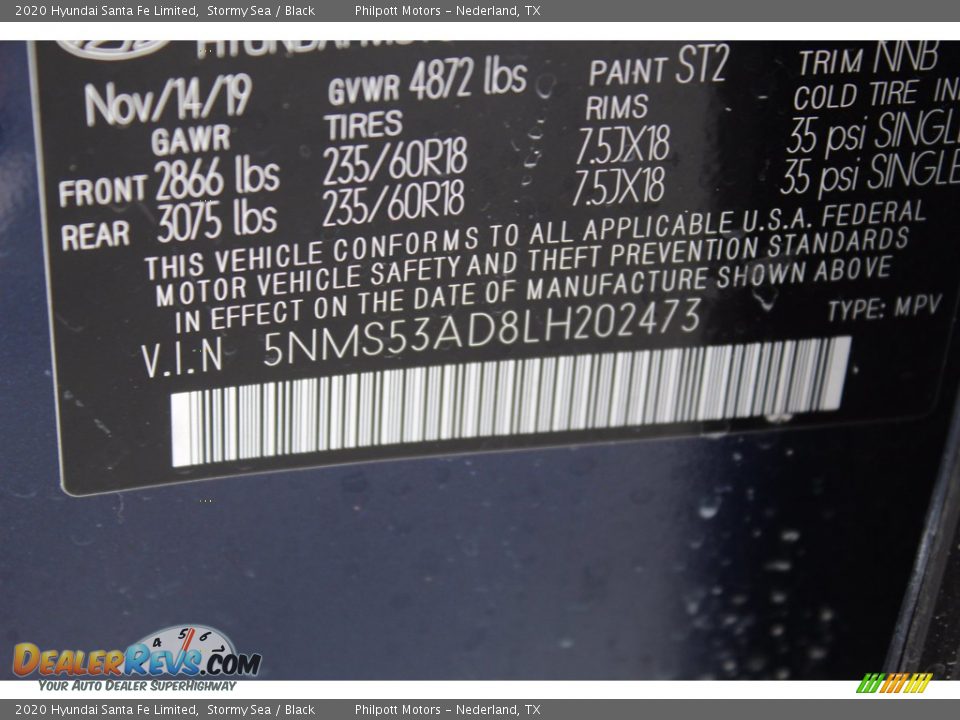 2020 Hyundai Santa Fe Limited, Stormy Sea / Black Philpott Motors - Nederland, TX
Nov/14/19 GVWR 4872 lbs PAINT ST2 TRIM NNB
GAWR TIRES RIMS COLD TIRE
FRONT 2866 lbs 235/60R18 7.5JX18 35 psi
REAR 3075 lbs 235/60R18 7.5JX18 35 psi SINGLE
THIS VEHICLE CONFORMS TO ALL APPLICABLE U.S.A. FEDERAL
MOTOR VEHICLE SAFETY AND THEFT PREVENTION STANDARDS
IN EFFECT ON THE DATE OF MANUFACTURE SHOWN ABOVE
V.I.N 5NMS53AD8LH202473 TYPE: MPV
4 5 6
DEALERREVS.COM
YOUR AUTO DEALER SUPERHIGHWAY
2020 Hyundai Santa Fe Limited, Stormy Sea / Black Philpott Motors - Nederland, TX